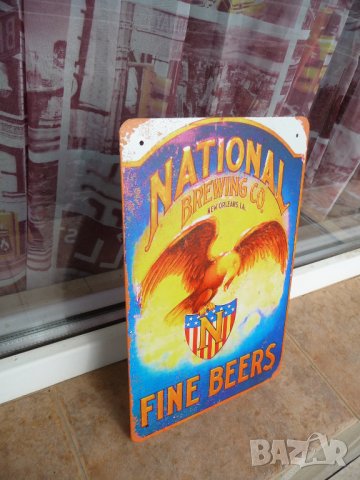 NATIONAL
BREWING CO.
NEW ORLEANS, LA.
N
FINE BEERS
BAZAR